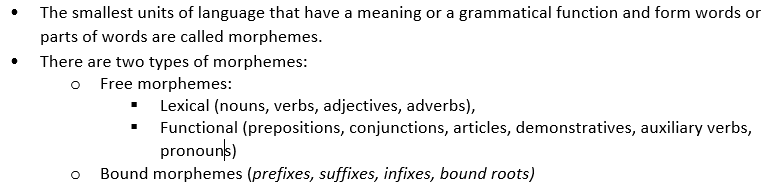 • The smallest units of language that have a meaning or a grammatical function and form words or
parts of words are called morphemes.
• There are two types of morphemes:
o Free morphemes:
▪ Lexical (nouns, verbs, adjectives, adverbs),
▪ Functional (prepositions, conjunctions, articles, demonstratives, auxiliary verbs,
pronouns)
o Bound morphemes (prefixes, suffixes, infixes, bound roots)